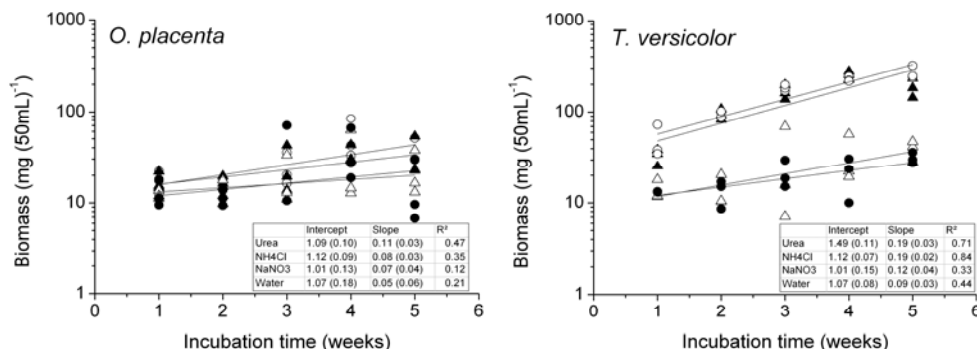 O. placenta
1000
100
10
1
Biomass (mg (50mL)⁻¹)
Intercept Slope R²
Urea 1.09 (0.10) 0.11 (0.03) 0.47
NH4Cl 1.12 (0.09) 0.08 (0.03) 0.35
NaNO3 1.01 (0.13) 0.07 (0.04) 0.12
Water 1.07 (0.18) 0.05 (0.06) 0.21
0 1 2 3 4 5 6
Incubation time (weeks)
T. versicolor
1000
100
10
1
Biomass (mg (50mL)⁻¹)
Intercept Slope R²
Urea 1.49 (0.11) 0.19 (0.03) 0.71
NH4Cl 1.12 (0.07) 0.19 (0.02) 0.84
NaNO3 1.01 (0.15) 0.12 (0.04) 0.33
Water 1.07 (0.08) 0.09 (0.03) 0.44
0 1 2 3 4 5 6
Incubation time (weeks)